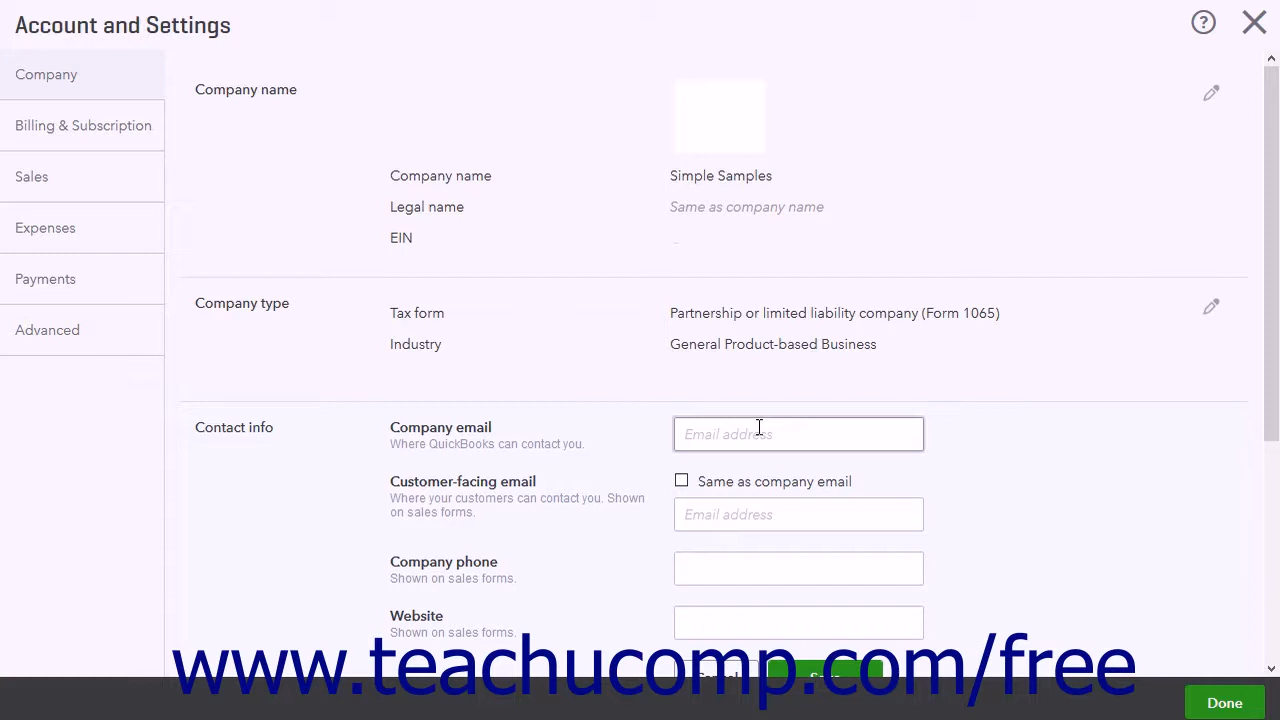 Account and Settings
Company
Billing & Subscription
Sales
Expenses
Payments
Advanced
Company name
Company name Simple Samples
Legal name Same as company name
EIN
Company type
Tax form Partnership or limited liability company (Form 1065)
Industry General Product-based Business
Contact info
Company email Email address
Where QuickBooks can contact you.
Customer-facing email Same as company email
Where your customers can contact you. Shown
on sales forms. Email address
Company phone
Shown on sales forms.
Website
Shown on sales forms.
Cancel Save
www.teachucomp.com/free
Done